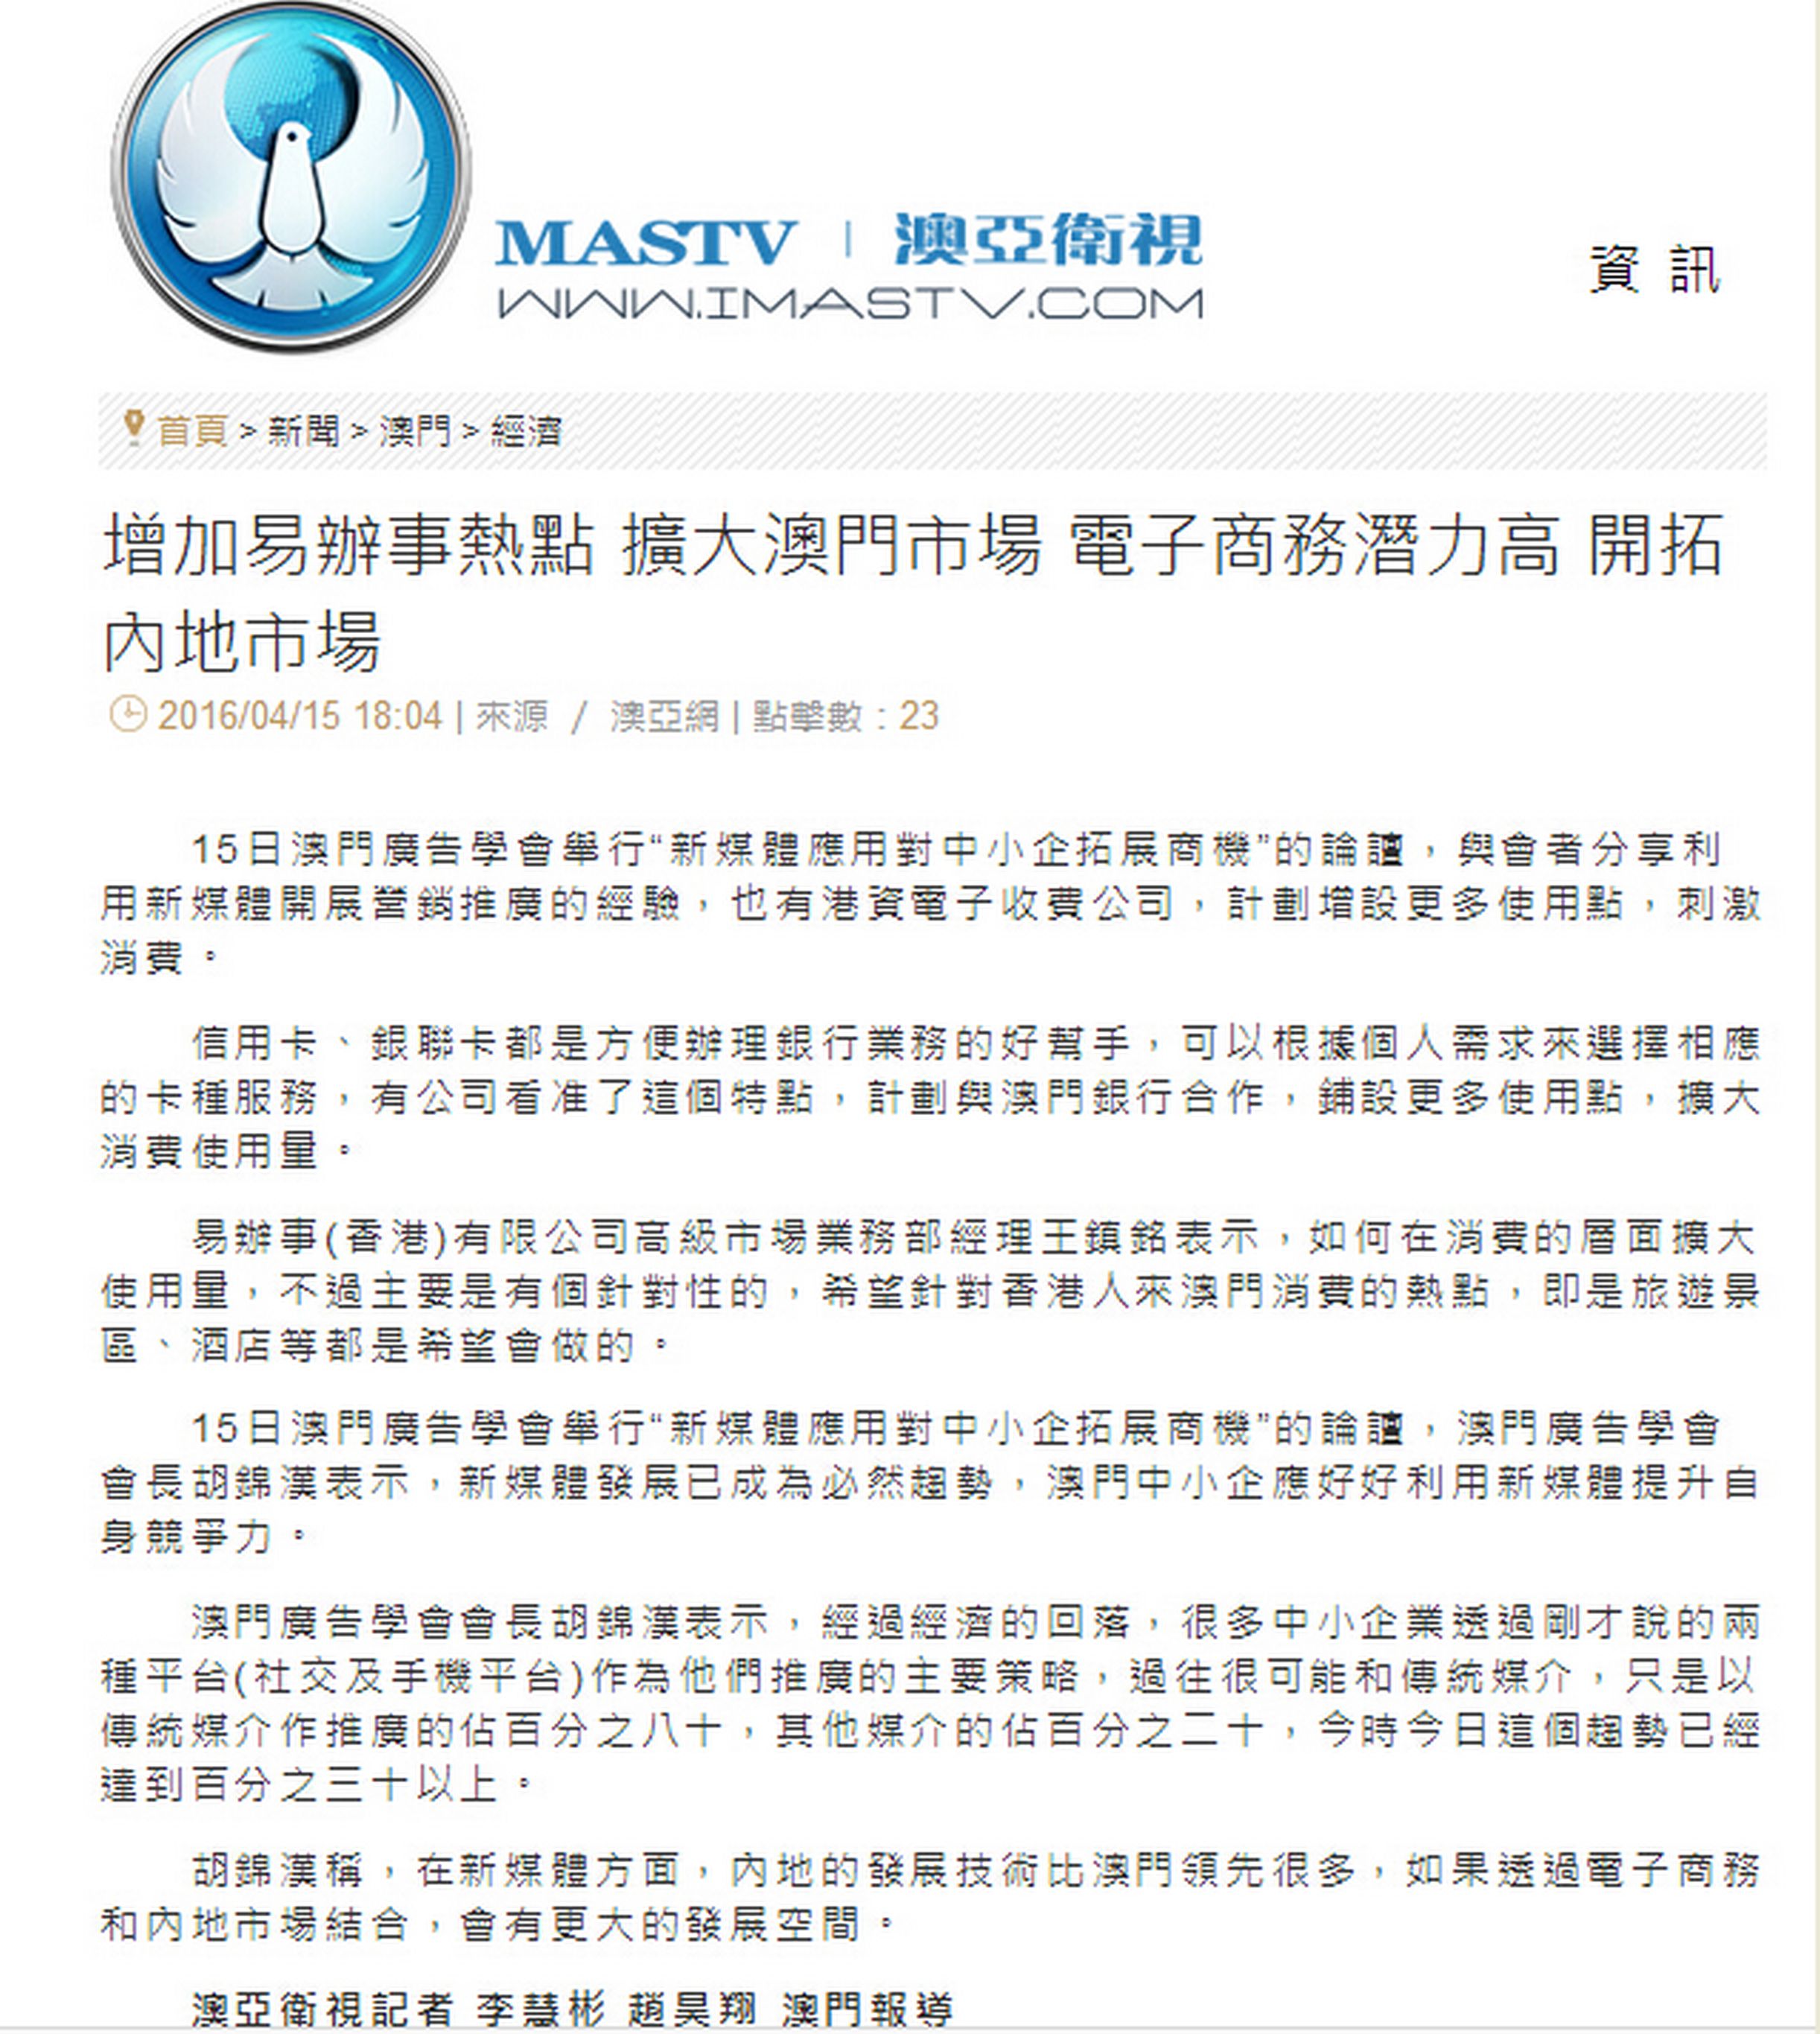 MASTV | 澳亞衛視
WWW.IMASTV.COM
資 訊
首頁 > 新聞 > 澳門 > 經濟
增加易辦事熱點 擴大澳門市場 電子商務潛力高 開拓
內地市場
2016/04/15 18:04 | 來源 / 澳亞網 | 點擊數：23
15日澳門廣告學會舉行“新媒體應用對中小企拓展商機”的論譠，與會者分享利
用新媒體開展營銷推廣的經驗，也有港資電子收費公司，計劃增設更多使用點，刺激
消費。
信用卡、銀聯卡都是方便辦理銀行業務的好幫手，可以根據個人需求來選擇相應
的卡種服務，有公司看准了這個特點，計劃與澳門銀行合作，鋪設更多使用點，擴大
消費使用量。
易辦事(香港)有限公司高級市場業務部經理王鎮銘表示，如何在消費的層面擴大
使用量，不過主要是有個針對性的，希望針對香港人來澳門消費的熱點，即是旅遊景
區、酒店等都是希望會做的。
15日澳門廣告學會舉行“新媒體應用對中小企拓展商機”的論譠，澳門廣告學會
會長胡錦漢表示，新媒體發展已成為必然趨勢，澳門中小企應好好利用新媒體提升自
身競爭力。
澳門廣告學會會長胡錦漢表示，經過經濟的回落，很多中小企業透過剛才說的兩
種平台(社交及手機平台)作為他們推廣的主要策略，過往很可能和傳統媒介，只是以
傳統媒介作推廣的佔百分之八十，其他媒介的佔百分之二十，今時今日這個趨勢已經
達到百分之三十以上。
胡錦漢稱，在新媒體方面，內地的發展技術比澳門領先很多，如果透過電子商務
和內地市場結合，會有更大的發展空間。
澳亞衛視記者 李慧彬 趙昊翔 澳門報導